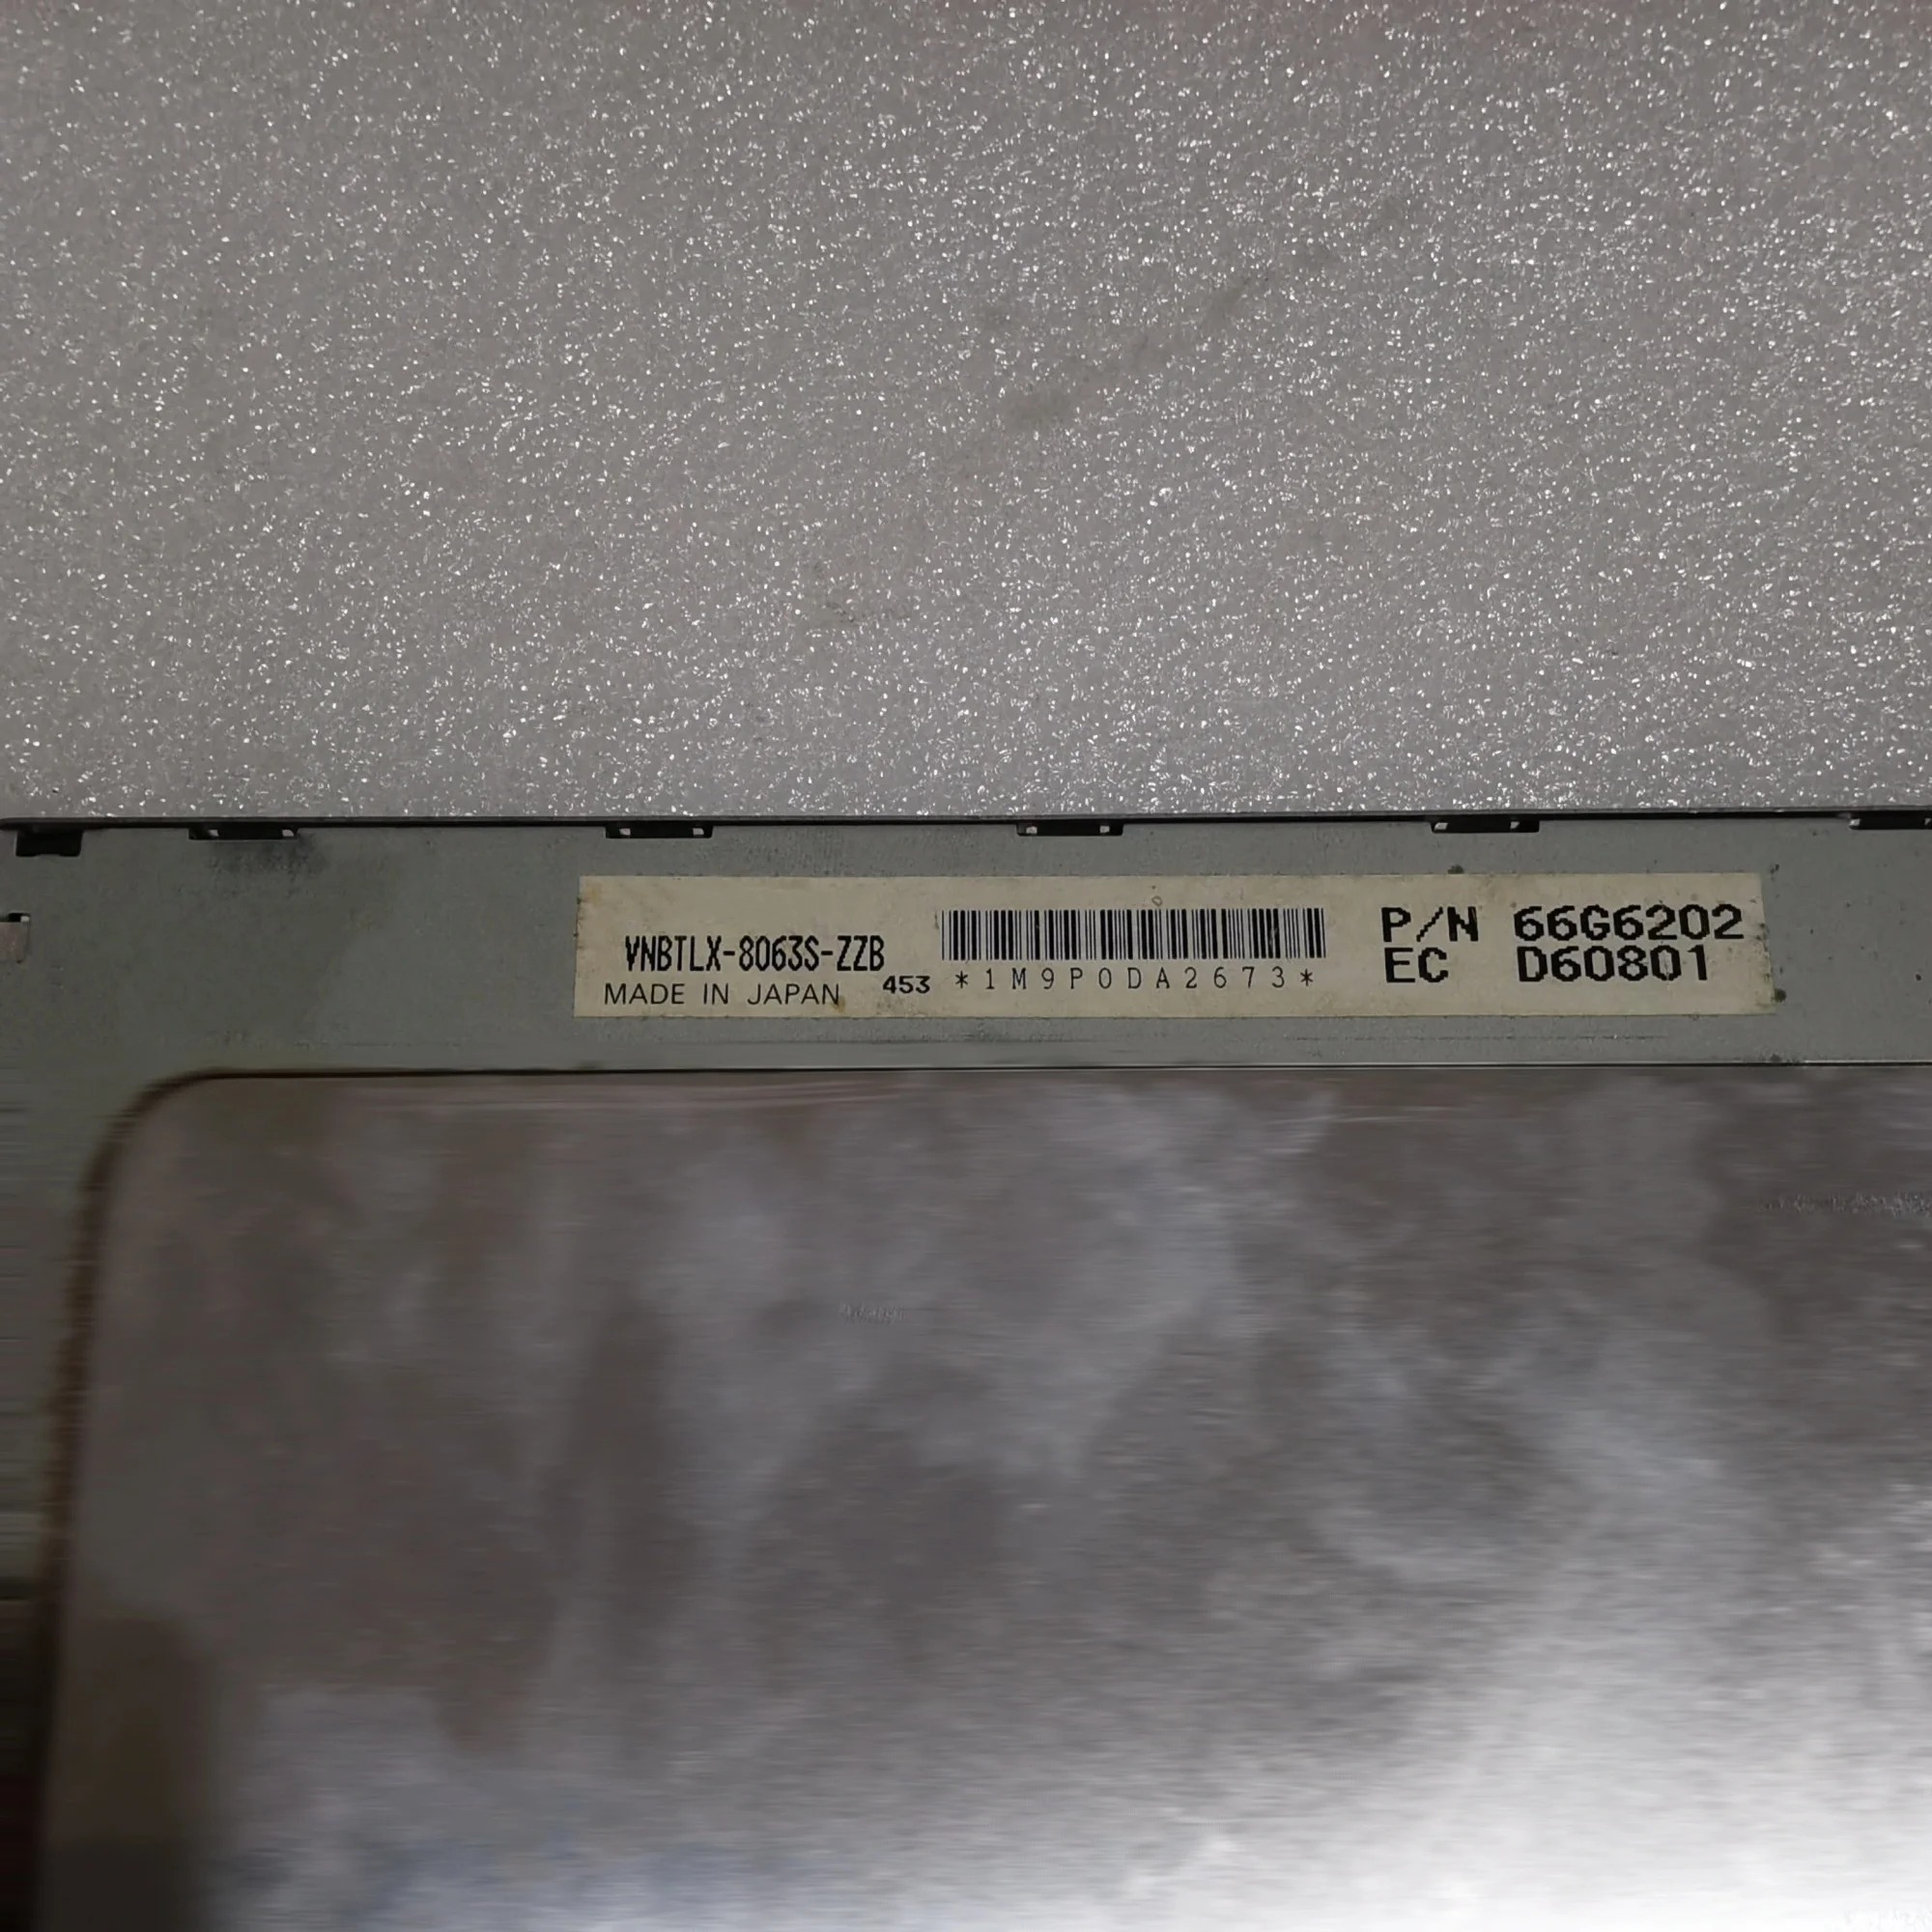 VNBTLX-8063S-ZZB
MADE IN JAPAN 453
*1M9P0DA2673*
P/N 66G6202
EC D60801